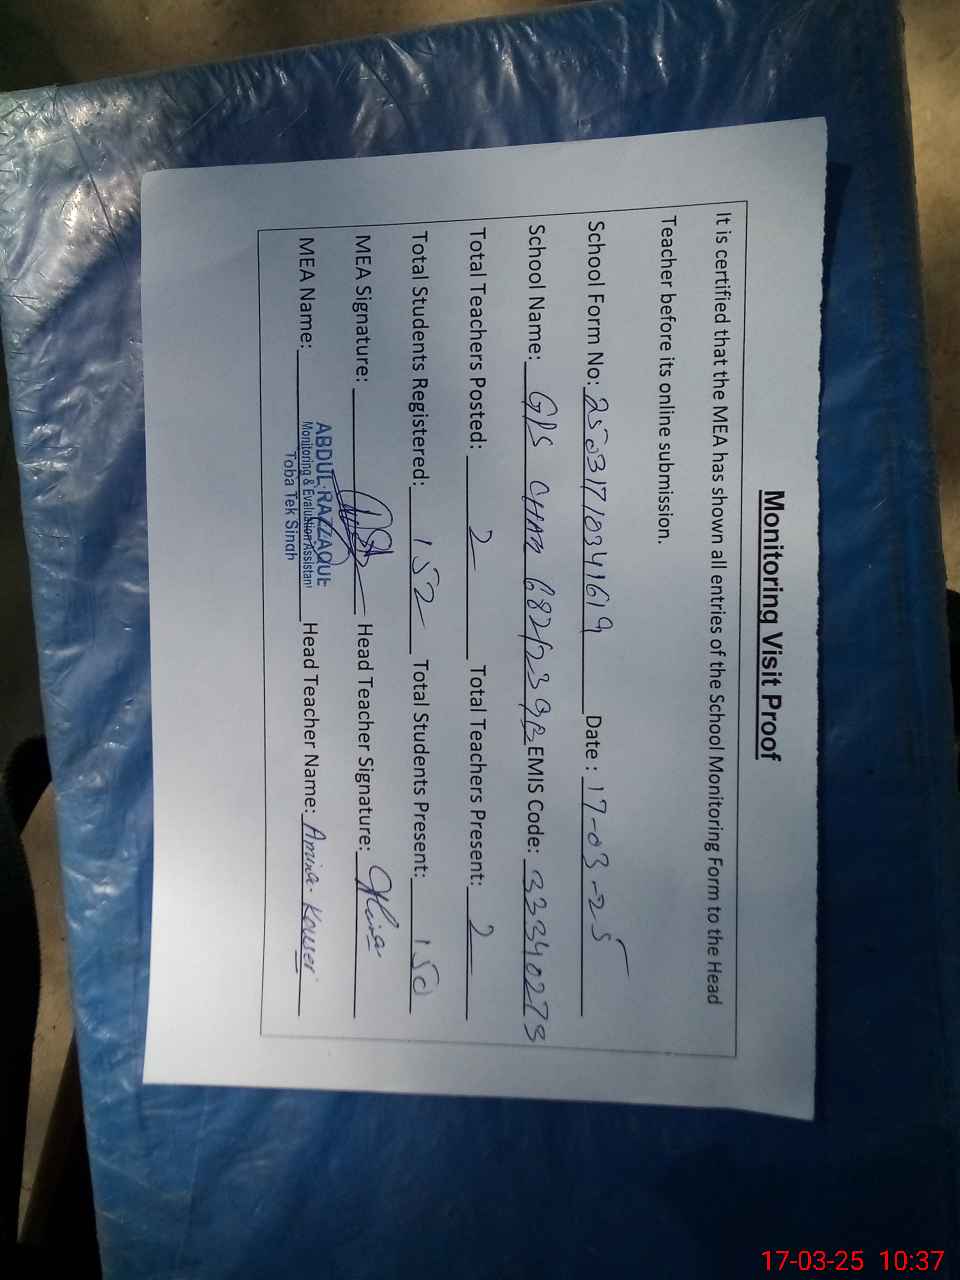 Monitoring Visit Proof
It is certified that the MEA has shown all entries of the School Monitoring Form to the Head
Teacher before its online submission.
School Form No: 25031710341619 Date : 17-03-25
School Name: GPS CHAK 682/23 GB EMIS Code: 33340273
Total Teachers Posted: 2 Total Teachers Present: 2
Total Students Registered: 152 Total Students Present: 150
MEA Signature: Head Teacher Signature:
MEA Name: ABDUL RAZZAQUE Head Teacher Name: Amina Kouser
Monitoring & Evaluation Assistant
Toba Tek Singh
17-03-25 10:37